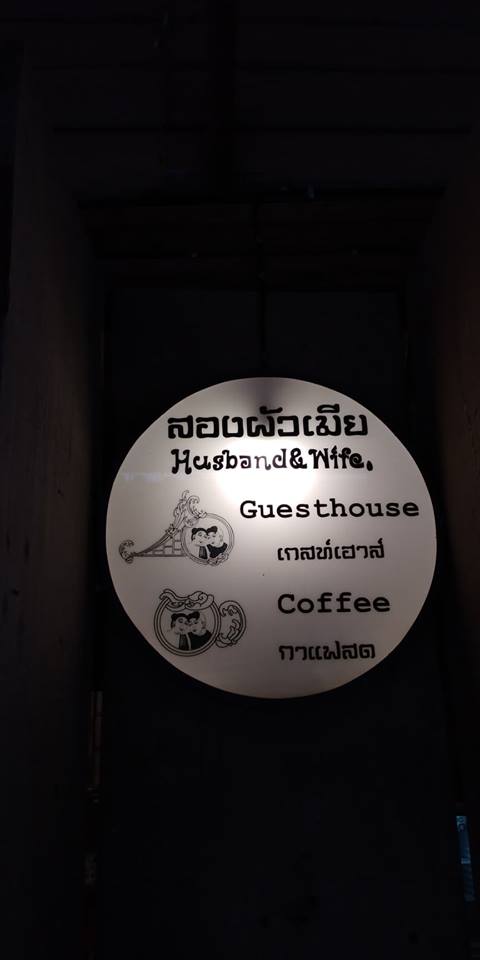 สองผัวเมีย
Husband & Wife.
Guesthouse
เกสท์เฮาส์
Coffee
กาแฟสด